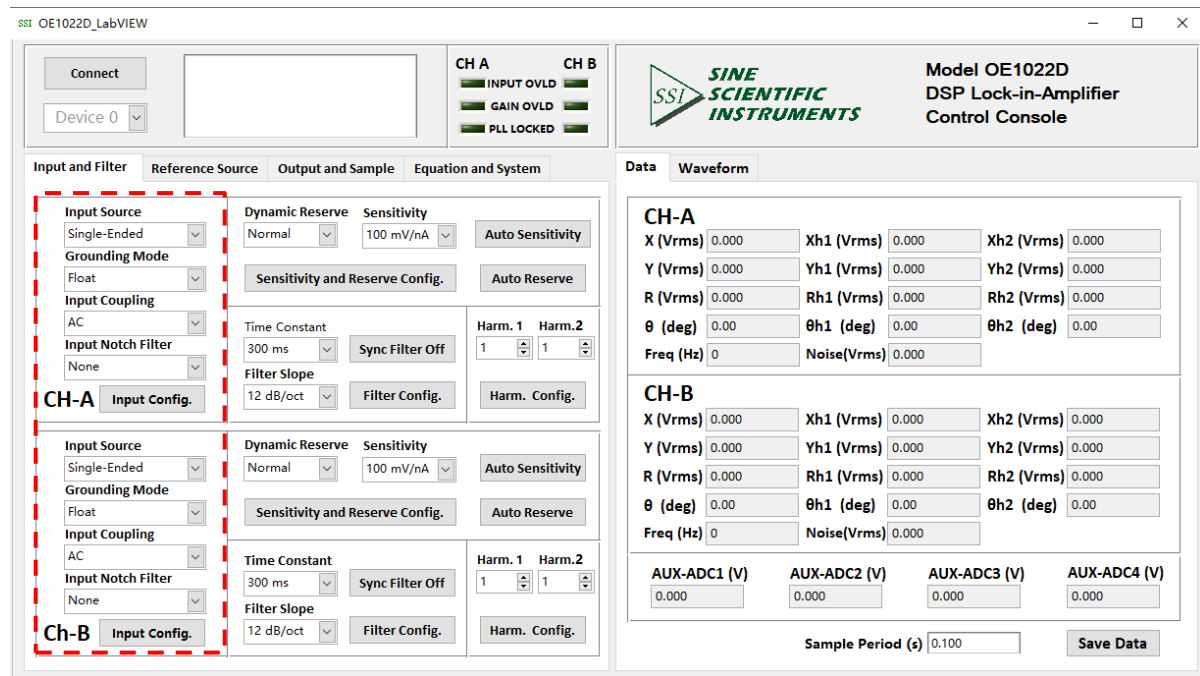 SSI OE1022D_LabVIEW
Connect
Device 0
CH A CH B
INPUT OVLD
GAIN OVLD
PLL LOCKED
SSI
SINE
SCIENTIFIC
INSTRUMENTS
Model OE1022D
DSP Lock-in-Amplifier
Control Console
Input and Filter Reference Source Output and Sample Equation and System
Input Source
Single-Ended
Grounding Mode
Float
Input Coupling
AC
Input Notch Filter
None
CH-A Input Config.
Dynamic Reserve Sensitivity
Normal 100 mV/nA Auto Sensitivity
Sensitivity and Reserve Config. Auto Reserve
Time Constant
300 ms Sync Filter Off
Filter Slope
12 dB/oct Filter Config.
Harm. 1 Harm.2
1 1
Harm. Config.
Input Source
Single-Ended
Grounding Mode
Float
Input Coupling
AC
Input Notch Filter
None
Ch-B Input Config.
Dynamic Reserve Sensitivity
Normal 100 mV/nA Auto Sensitivity
Sensitivity and Reserve Config. Auto Reserve
Time Constant
300 ms Sync Filter Off
Filter Slope
12 dB/oct Filter Config.
Harm. 1 Harm.2
1 1
Harm. Config.
Data Waveform
CH-A
X (Vrms) 0.000 Xh1 (Vrms) 0.000 Xh2 (Vrms) 0.000
Y (Vrms) 0.000 Yh1 (Vrms) 0.000 Yh2 (Vrms) 0.000
R (Vrms) 0.000 Rh1 (Vrms) 0.000 Rh2 (Vrms) 0.000
θ (deg) 0.00 θh1 (deg) 0.00 θh2 (deg) 0.00
Freq (Hz) 0 Noise(Vrms) 0.000
CH-B
X (Vrms) 0.000 Xh1 (Vrms) 0.000 Xh2 (Vrms) 0.000
Y (Vrms) 0.000 Yh1 (Vrms) 0.000 Yh2 (Vrms) 0.000
R (Vrms) 0.000 Rh1 (Vrms) 0.000 Rh2 (Vrms) 0.000
θ (deg) 0.00 θh1 (deg) 0.00 θh2 (deg) 0.00
Freq (Hz) 0 Noise(Vrms) 0.000
AUX-ADC1 (V) AUX-ADC2 (V) AUX-ADC3 (V) AUX-ADC4 (V)
0.000 0.000 0.000 0.000
Sample Period (s) 0.100 Save Data